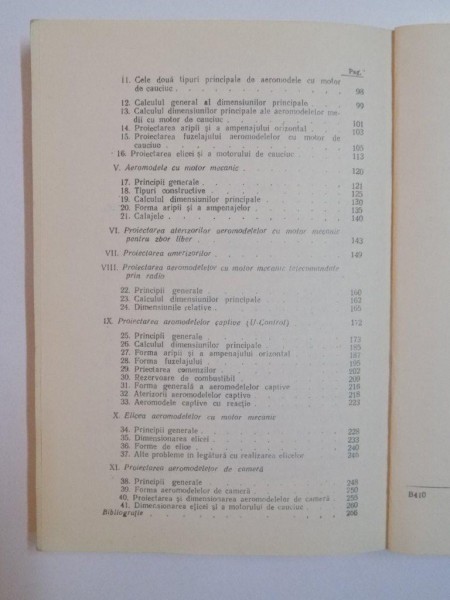 Pag.
11. Cele două tipuri principale de aeromodele cu motor
de cauciuc 98
12. Calculul general al dimensiunilor principale 99
13. Calculul dimensiunilor principale ale aeromodelelor me-
dii cu motor de cauciuc 101
14. Proiectarea aripii și a ampenajului orizontal 103
15. Proiectarea fuzelajului aeromodelelor cu motor de
cauciuc 105
16. Proiectarea elicei și a motorului de cauciuc 113
V. Aeromodele cu motor mecanic 120
17. Principii generale 121
18. Tipuri constructive 125
19. Calculul dimensiunilor principale 130
20. Forma aripii și a ampenajelor 135
21. Calajele 140
VI. Proiectarea aterizorilor aeromodelelor cu motor mecanic
pentru zbor liber 143
VII. Proiectarea amerizorilor 149
VIII. Proiectarea aeromodelelor cu motor mecanic telecomandate
prin radio
22. Principii generale 160
23. Calculul dimensiunilor principale 162
24. Dimensiunile relative 165
IX. Proiectarea aromodelelor captive (U-Control) 172
25. Principii generale 173
26. Calculul dimensiunilor principale 185
27. Forma aripii și a ampenajului orizontal 187
28. Forma fuzelajului 195
29. Priectarea comenzilor 202
30. Rezervoare de combustibil 209
31. Forma generală a aeromodelelor captive 218
32. Aterizorii aeromodelelor captive 218
33. Aeromodele captive cu reacție 223
X. Elicea aeromodelelor cu motor mecanic
34. Principii generale 228
35. Dimensionarea elicei 233
36. Forme de elice 240
37. Alte probleme în legătură cu realizarea elicelor 245
XI. Proiectarea aeromodelelor de cameră
38. Principii generale 248
39. Forma aeromodelelor de cameră 250
40. Proiectarea și dimensionarea aeromodelelor de cameră 255
41. Dimensionarea elicei și a motorului de cauciuc 260
Bibliografie 266
B410